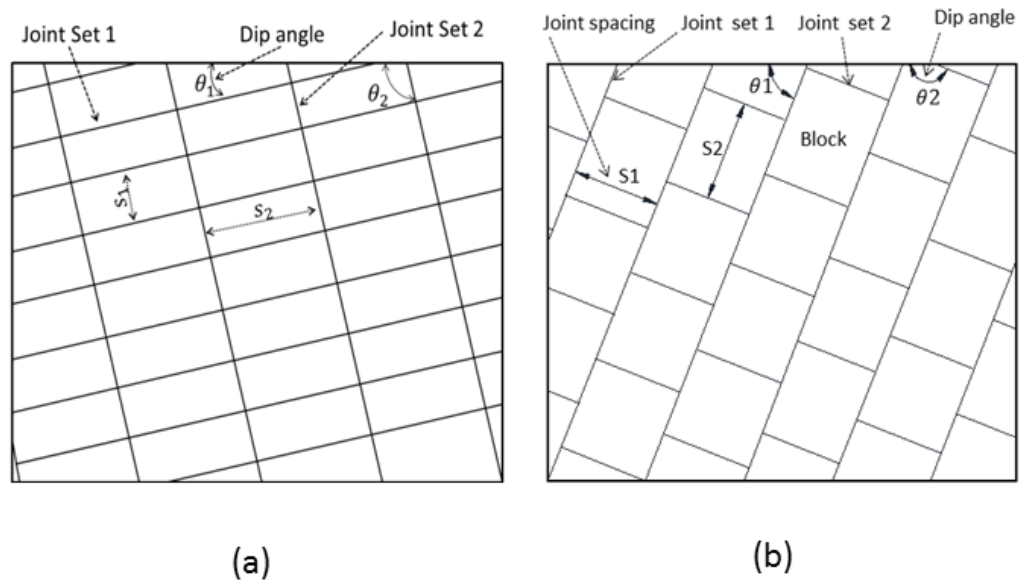 Joint Set 1
Dip angle
Joint Set 2
θ₁
θ₂
s₁
s₂
(a)
Joint spacing
Joint set 1
Joint set 2
Dip angle
θ1
θ2
S2
Block
S1
(b)